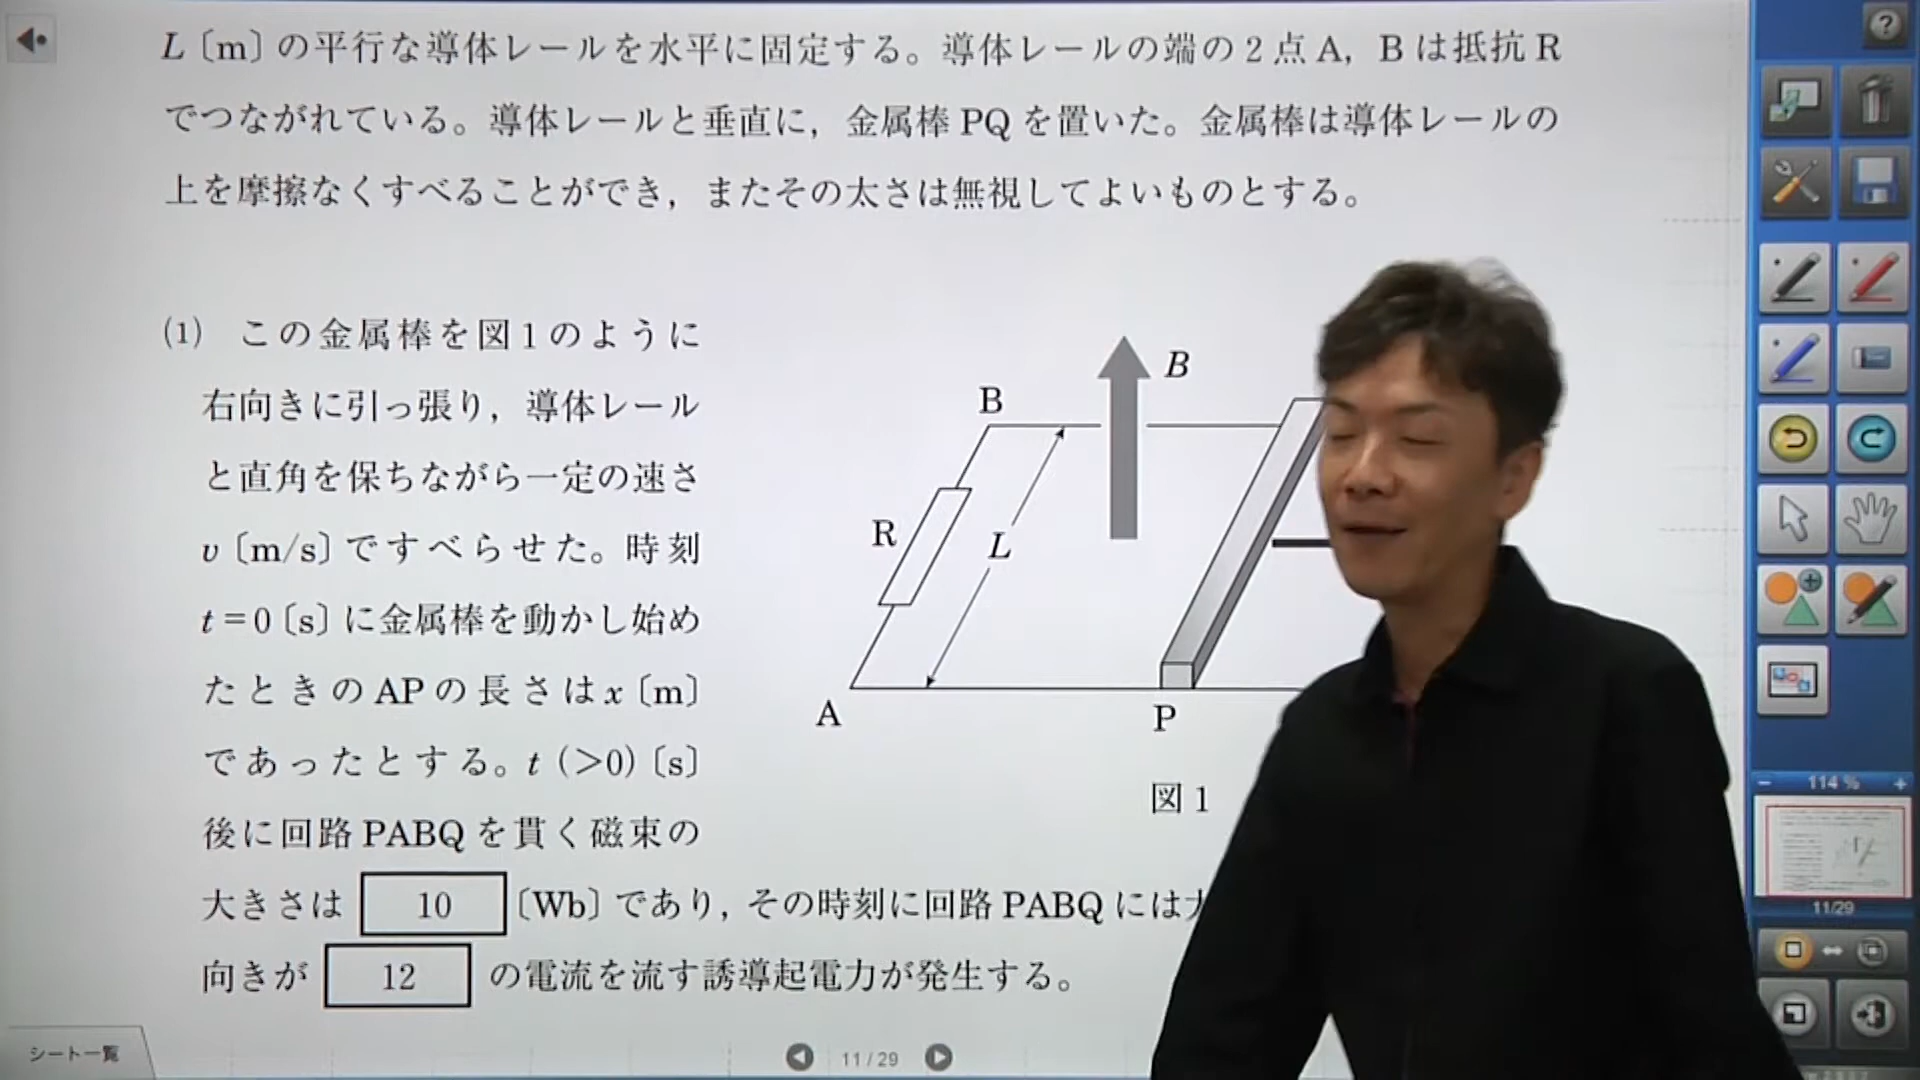 L〔m〕の平行な導体レールを水平に固定する。導体レールの端の2点A, Bは抵抗R
でつながれている。導体レールと垂直に, 金属棒PQを置いた。金属棒は導体レールの
上を摩擦なくすべることができ, またその太さは無視してよいものとする。
(1) この金属棒を図1のように
右向きに引っ張り, 導体レール
と直角を保ちながら一定の速さ
v〔m/s〕ですべらせた。時刻
t=0〔s〕に金属棒を動かし始め
たときのAPの長さはx〔m〕
であったとする。t (>0)〔s〕
後に回路PABQを貫く磁束の
大きさは 10 〔Wb〕であり, その時刻に回路PABQには
向きが 12 の電流を流す誘導起電力が発生する。
B
B
R
L
A
P
図1
?
114 %
11/29
シート一覧
11/29